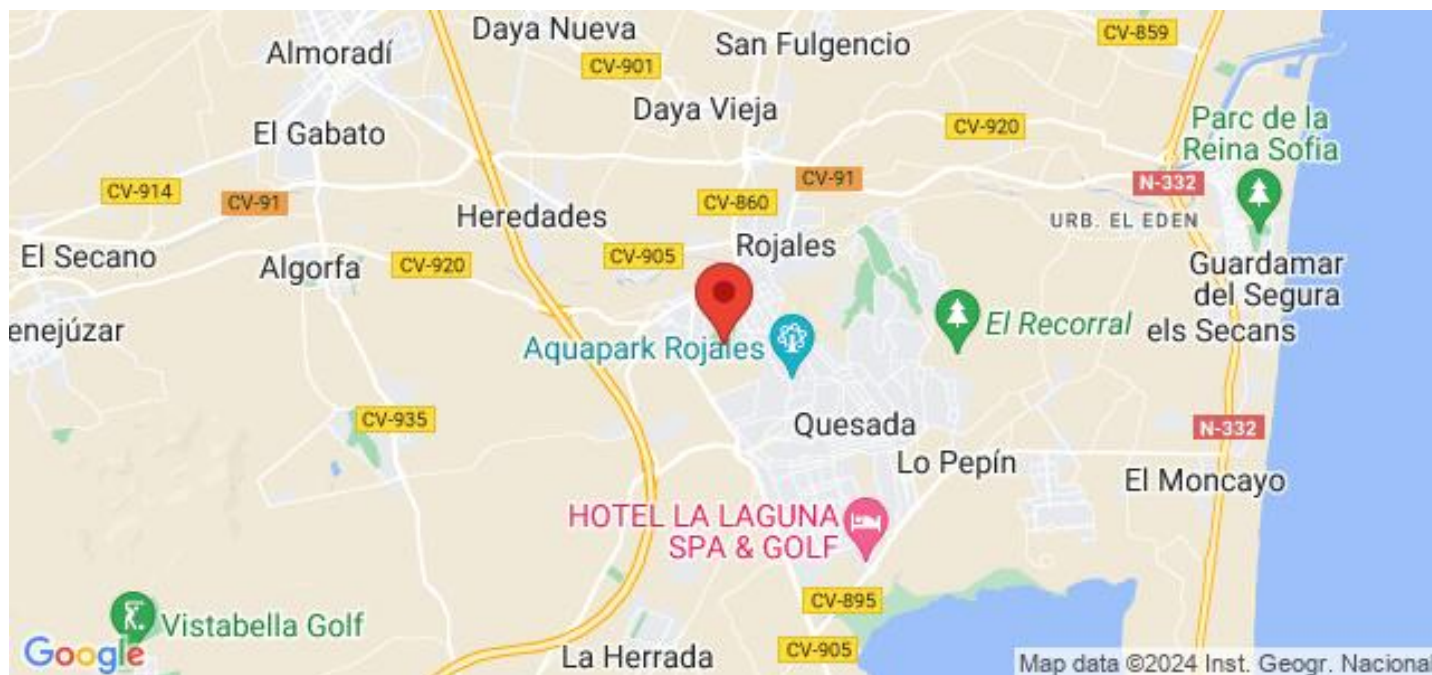 Daya Nueva
CV-859
San Fulgencio
Almoradí
CV-901
Daya Vieja
Parc de la
Reina Sofia
CV-920
El Gabato
CV-91
N-332
CV-914
CV-91
CV-860
Heredades
URB. EL EDEN
Rojales
El Secano
CV-905
Algorfa
CV-920
Guardamar
del Segura
enejúzar
El Recorral
els Secans
Aquapark Rojales
CV-935
Quesada
N-332
Lo Pepín
El Moncayo
HOTEL LA LAGUNA
SPA & GOLF
CV-895
Vistabella Golf
CV-905
La Herrada
Google
Map data ©2024 Inst. Geogr. Nacional